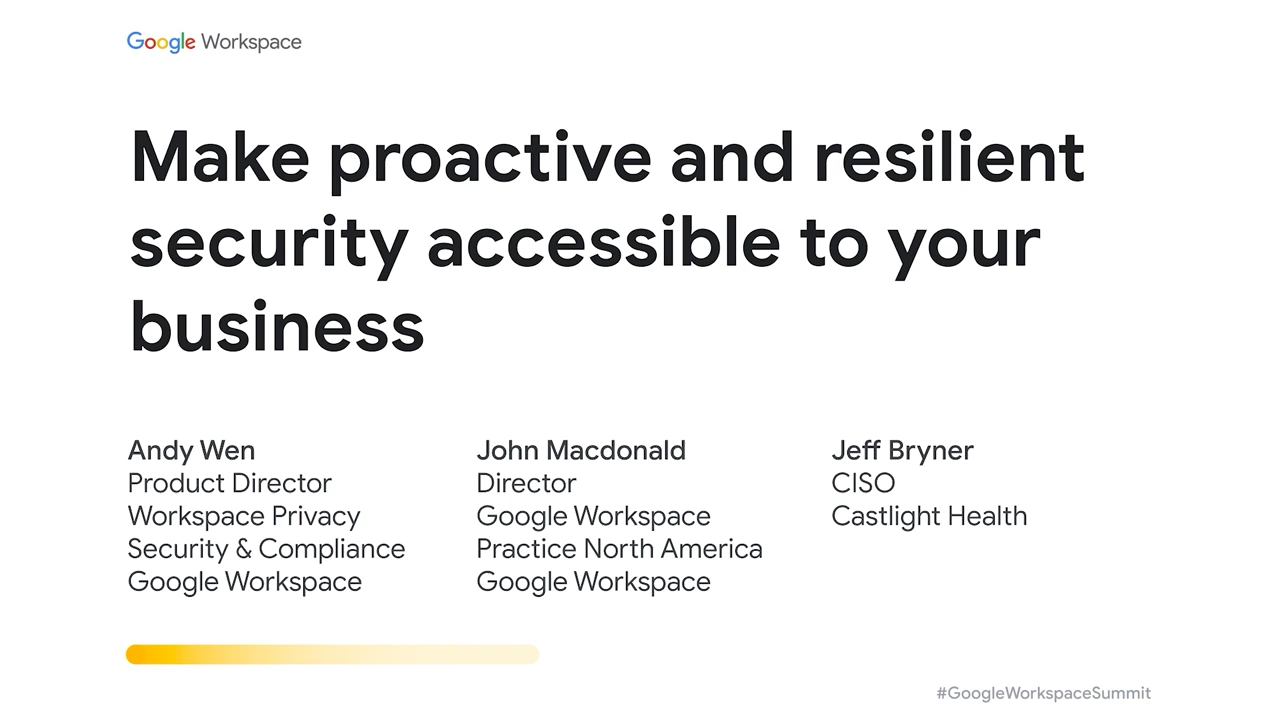 Google Workspace
Make proactive and resilient
security accessible to your
business
Andy Wen
Product Director
Workspace Privacy
Security & Compliance
Google Workspace
John Macdonald
Director
Google Workspace
Practice North America
Google Workspace
Jeff Bryner
CISO
Castlight Health
#GoogleWorkspaceSummit